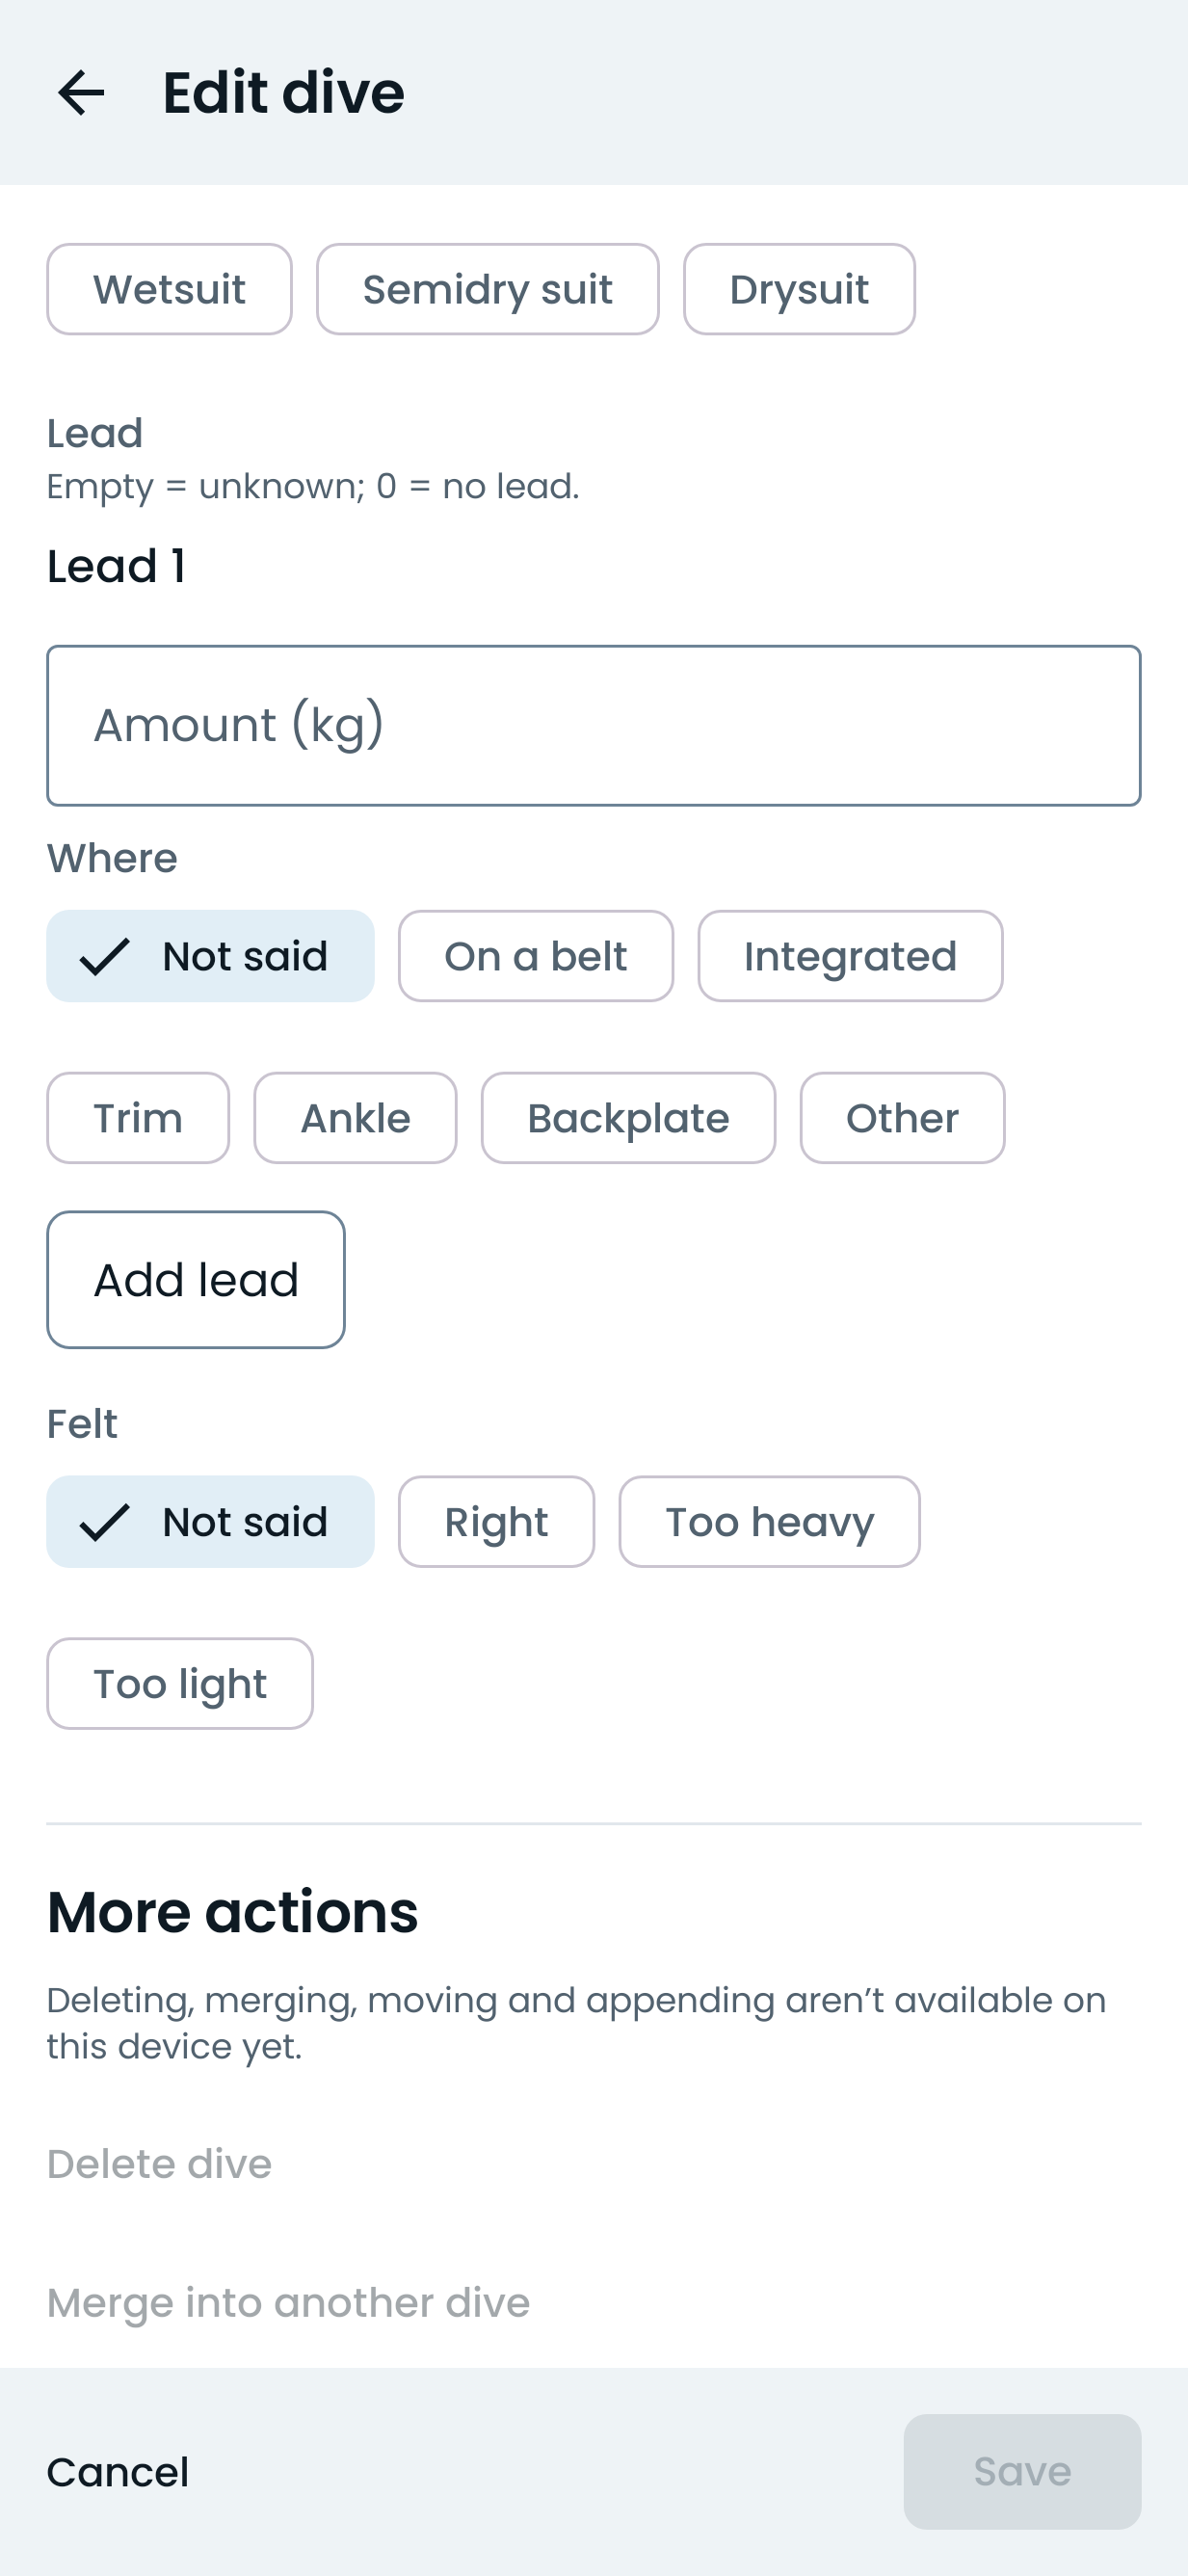 Edit dive
Wetsuit Semidry suit Drysuit
Lead
Empty = unknown; 0 = no lead.
Lead 1
Amount (kg)
Where
Not said On a belt Integrated
Trim Ankle Backplate Other
Add lead
Felt
Not said Right Too heavy
Too light
More actions
Deleting, merging, moving and appending aren’t available on
this device yet.
Delete dive
Merge into another dive
Cancel Save